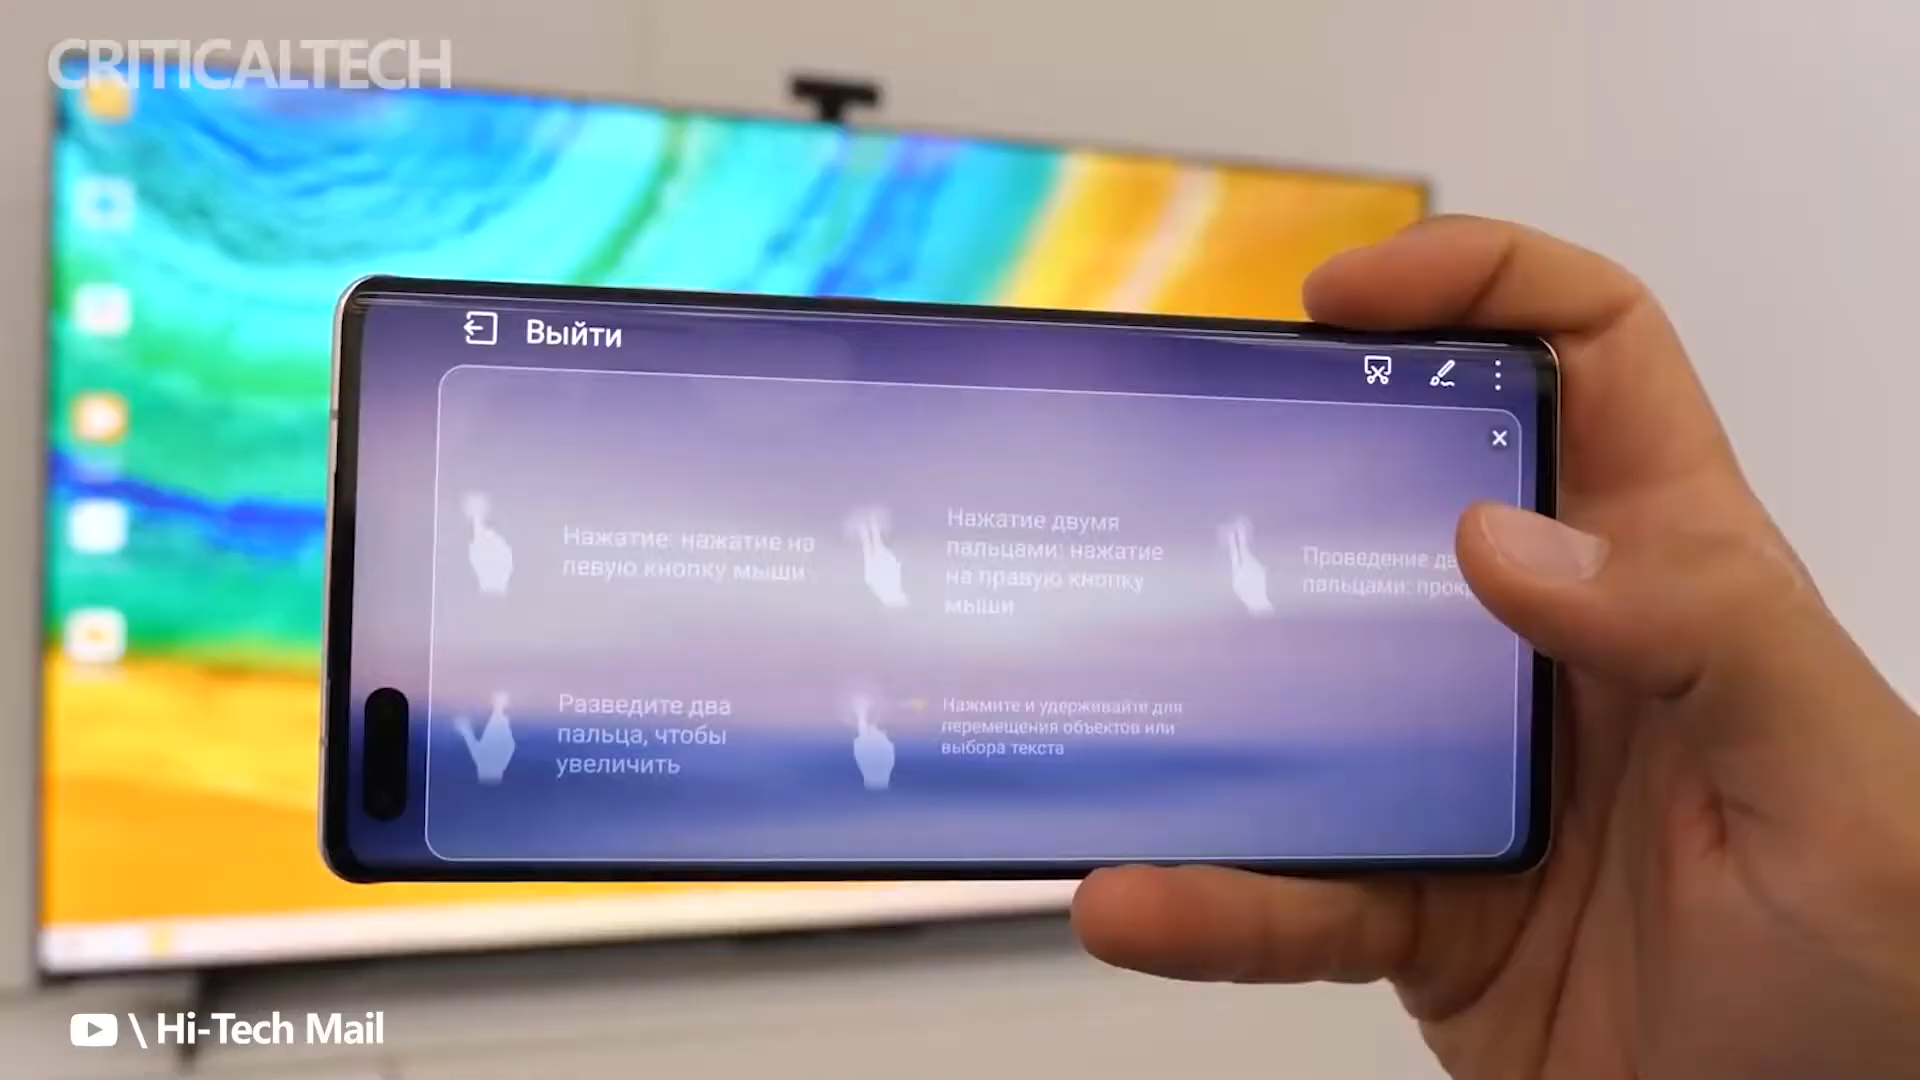 CRITICALTECH
Выйти
Нажатие: нажатие на
левую кнопку мыши
Нажатие двумя
пальцами: нажатие
на правую кнопку
мыши
Проведение
пальцами:
Разведите два
пальца, чтобы
увеличить
Нажмите и удерживайте для
перемещения объектов или
выбора текста
\ Hi-Tech Mail